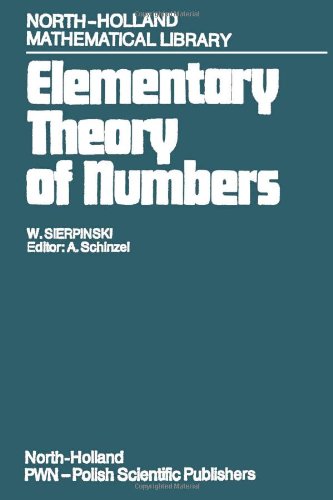 NORTH-HOLLAND
MATHEMATICAL LIBRARY
Elementary
Theory
of Numbers
W. SIERPINSKI
Editor: A. Schinzel
North-Holland
PWN – Polish Scientific Publishers